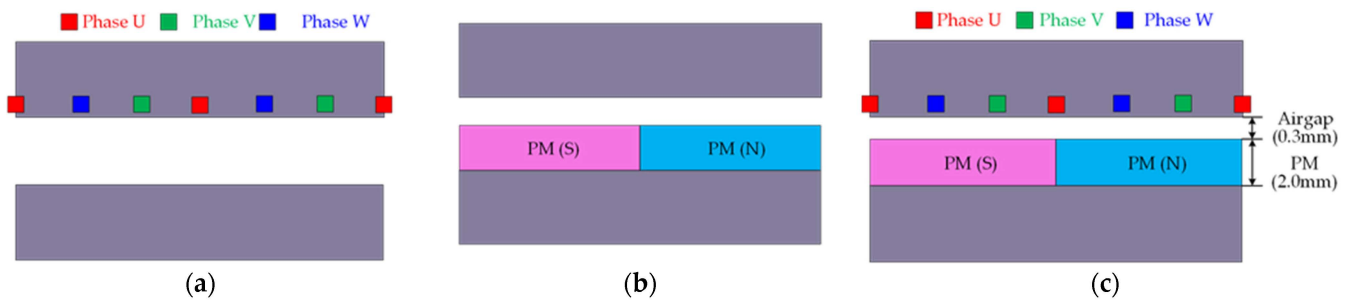 Phase U Phase V Phase W
PM (S) PM (N)
Phase U Phase V Phase W
PM (S) PM (N)
Airgap
(0.3mm)
PM
(2.0mm)
(a) (b) (c)